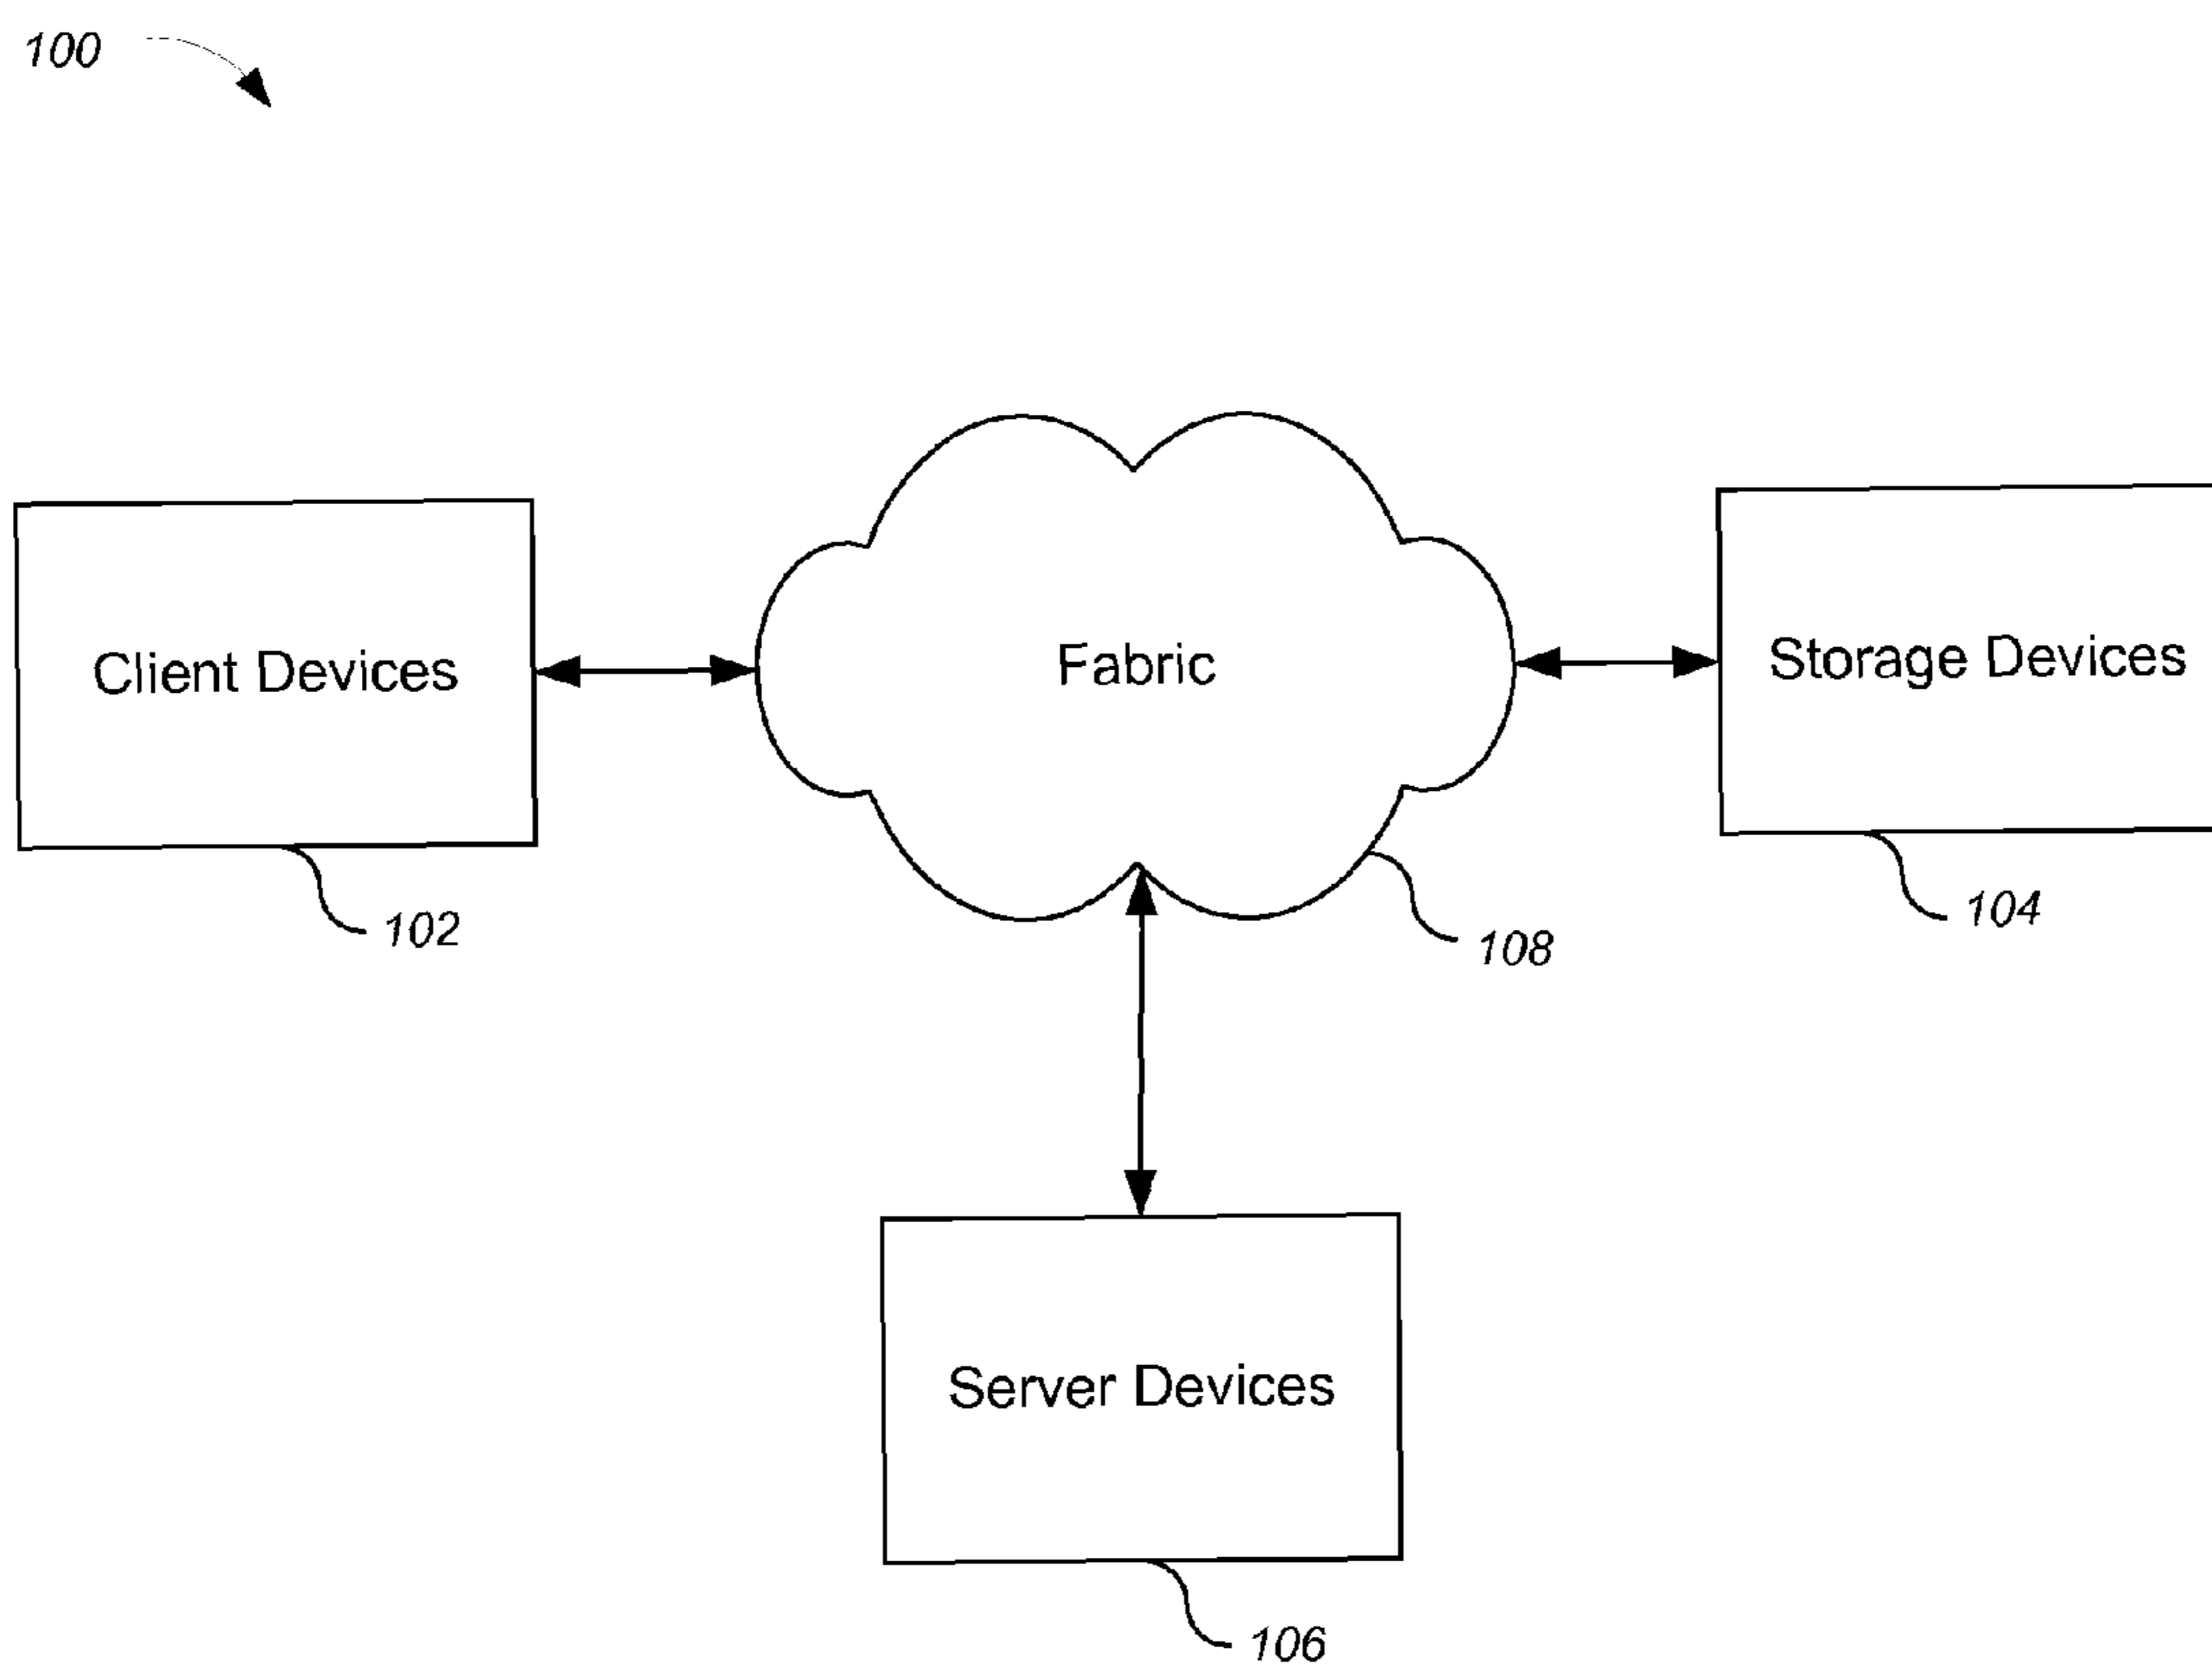 100
Client Devices
Fabric
Storage Devices
102
108
104
Server Devices
106